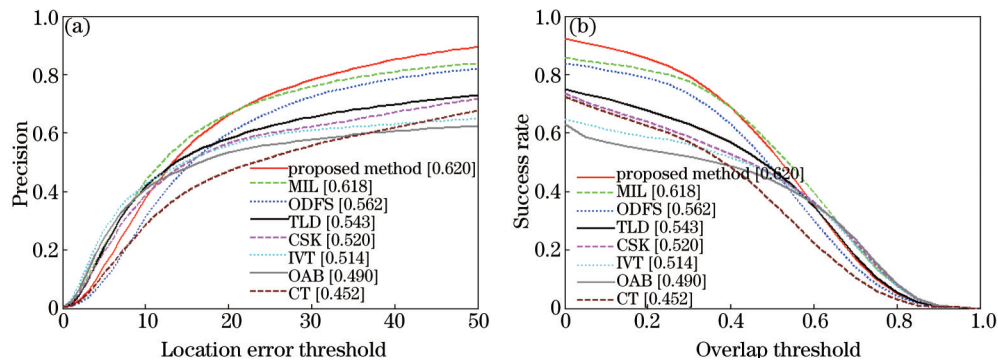 (a)
Precision
1.0
0.8
0.6
0.4
0.2
0
0 10 20 30 40 50
Location error threshold
proposed method [0.620]
MIL [0.618]
ODFS [0.562]
TLD [0.543]
CSK [0.520]
IVT [0.514]
OAB [0.490]
CT [0.452]
(b)
Success rate
1.0
0.8
0.6
0.4
0.2
0
0 0.2 0.4 0.6 0.8 1.0
Overlap threshold
proposed method [0.620]
MIL [0.618]
ODFS [0.562]
TLD [0.543]
CSK [0.520]
IVT [0.514]
OAB [0.490]
CT [0.452]